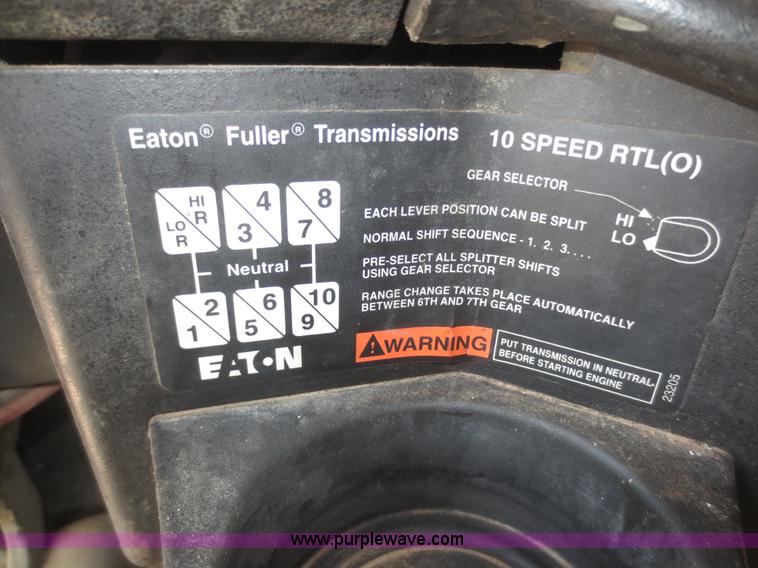 Eaton® Fuller® Transmissions 10 SPEED RTL(O)
GEAR SELECTOR
HI
LO
HI
R
LO
R
4
3
8
7
Neutral
2
1
6
5
10
9
EACH LEVER POSITION CAN BE SPLIT
NORMAL SHIFT SEQUENCE - 1. 2. 3. . . .
PRE-SELECT ALL SPLITTER SHIFTS
USING GEAR SELECTOR
RANGE CHANGE TAKES PLACE AUTOMATICALLY
BETWEEN 6TH AND 7TH GEAR
EATON
WARNING
PUT TRANSMISSION IN NEUTRAL
BEFORE STARTING ENGINE
23205
www.purplewave.com